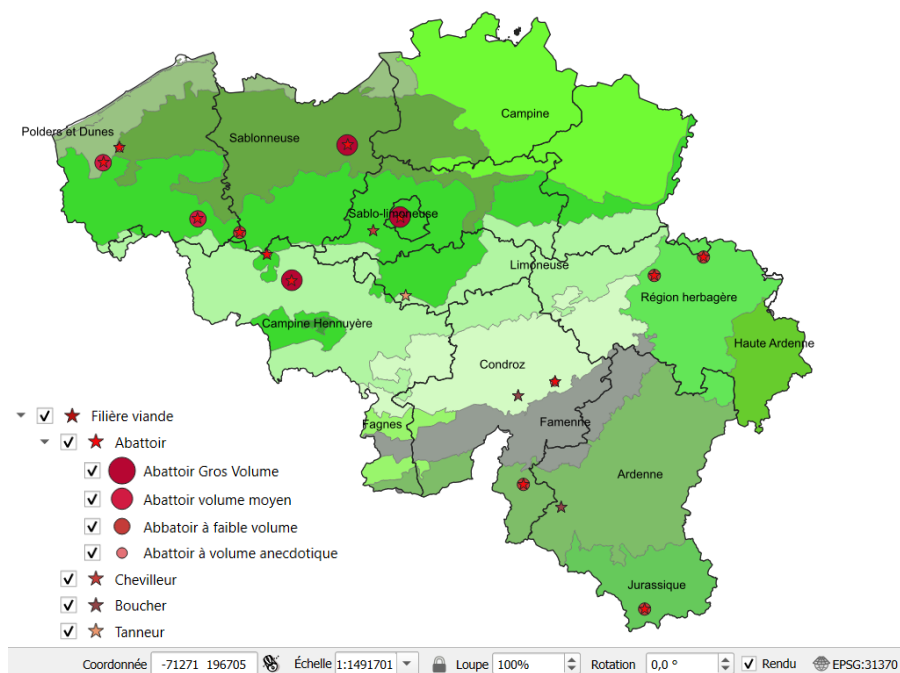 Campine
Polders et Dunes
Sablonneuse
Sablo-limoneuse
Limoneuse
Région herbagère
Campine Hennuyère
Haute Ardenne
Condroz
Fagnes
Famenne
Ardenne
Jurassique
Filière viande
Abattoir
Abattoir Gros Volume
Abattoir volume moyen
Abbatoir à faible volume
Abattoir à volume anecdotique
Chevilleur
Boucher
Tanneur
Coordonnée -71271 196705 Échelle 1:1491701 Loupe 100% Rotation 0,0 ° Rendu EPSG:31370